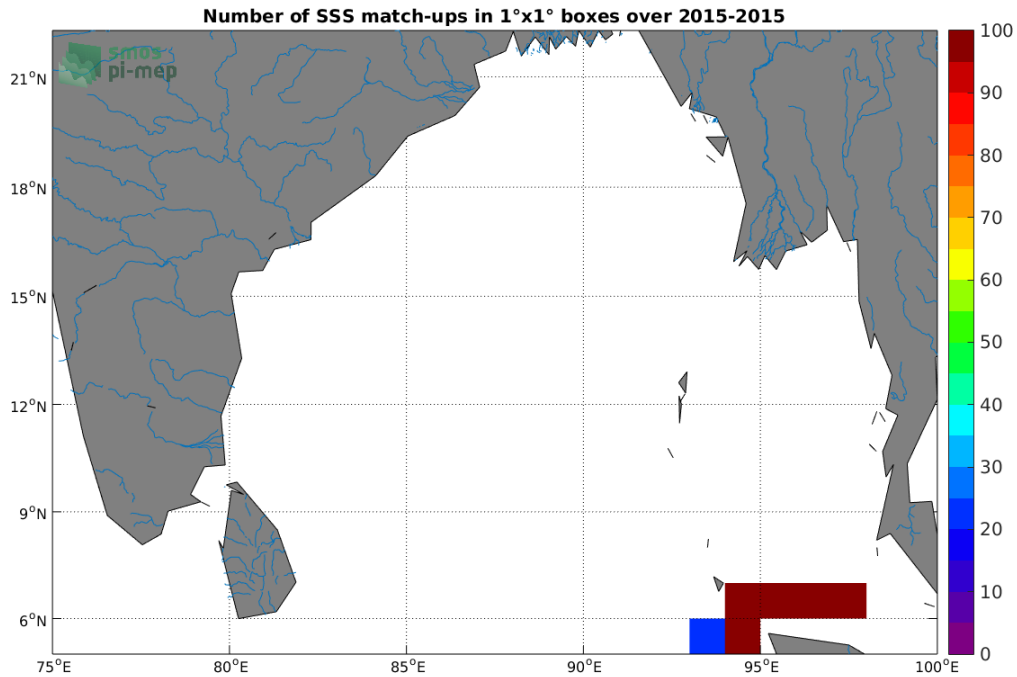 Number of SSS match-ups in 1°x1° boxes over 2015-2015
smos
pi-mep
21°N
18°N
15°N
12°N
9°N
6°N
75°E
80°E
85°E
90°E
95°E
100°E
100
90
80
70
60
50
40
30
20
10
0